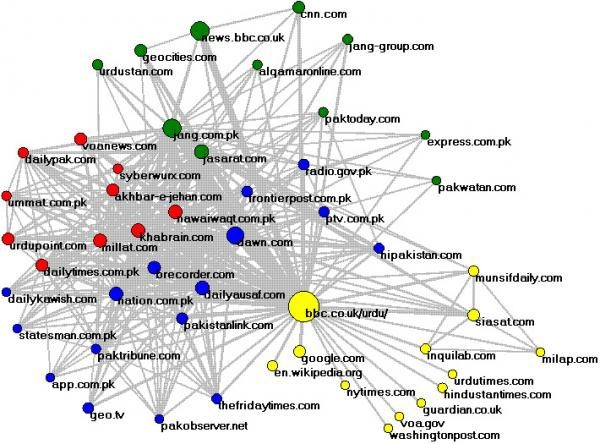 cnn.com
news.bbc.co.uk
jang-group.com
geocities.com
urdustan.com
alqamaronline.com
paktoday.com
jang.com.pk
express.com.pk
voanews.com
jasarat.com
dailypak.com
radio.gov.pk
syberwurx.com
pakwatan.com
akhbar-e-jehan.com
frontierpost.com.pk
ummat.com.pk
nawaiwaqt.com.pk
ptv.com.pk
khabrain.com
dawn.com
urdupoint.com
millat.com
hipakistan.com
dailytimes.com.pk
brecorder.com
munsifdaily.com
dailykawish.com
nation.com.pk
dailyausaf.com
bbc.co.uk/urdu/
siasat.com
pakistanlink.com
statesman.com.pk
paktribune.com
google.com
inquilab.com
milap.com
en.wikipedia.org
app.com.pk
urdutimes.com
nytimes.com
hindustantimes.com
thefridaytimes.com
guardian.co.uk
geo.tv
pakobserver.net
voa.gov
washingtonpost.com